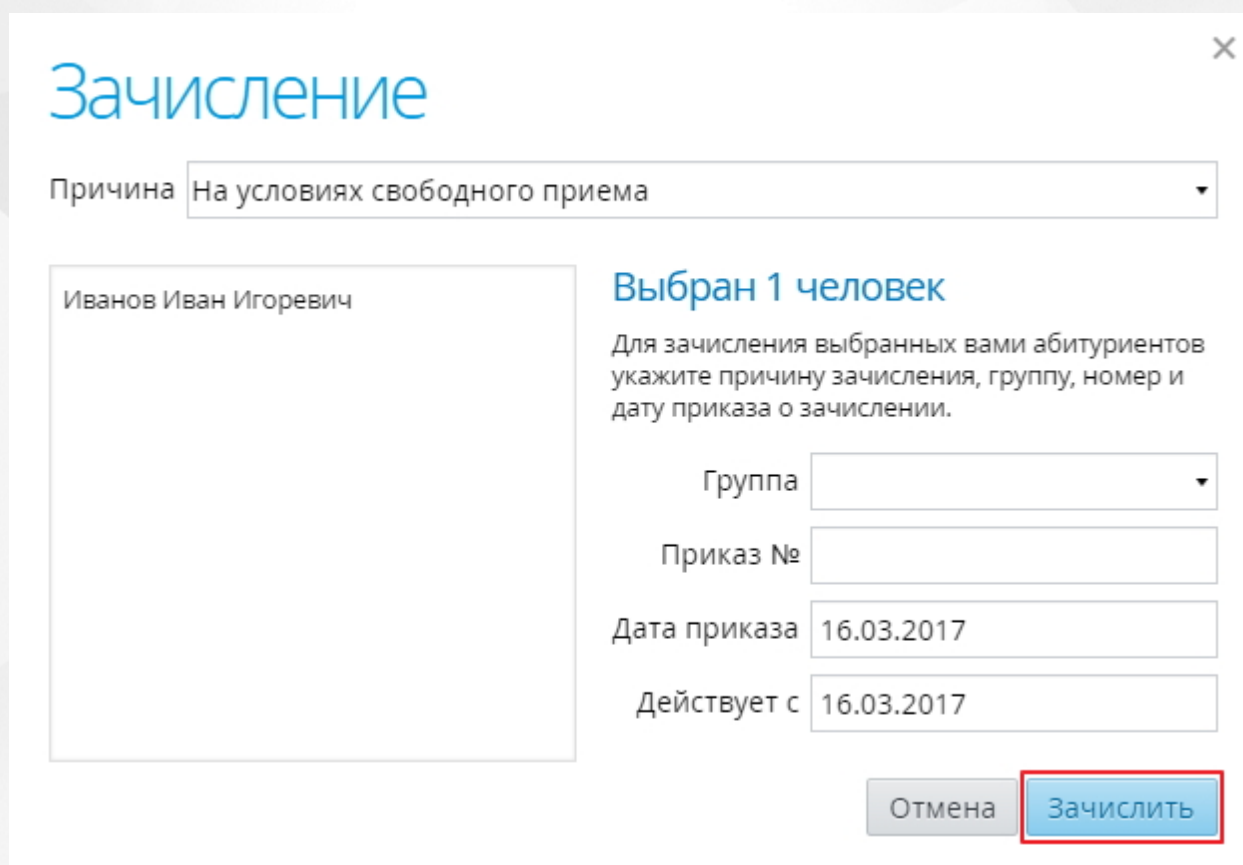 Зачисление
Причина На условиях свободного приема
Иванов Иван Игоревич
Выбран 1 человек
Для зачисления выбранных вами абитуриентов
укажите причину зачисления, группу, номер и
дату приказа о зачислении.
Группа
Приказ №
Дата приказа 16.03.2017
Действует с 16.03.2017
Отмена Зачислить